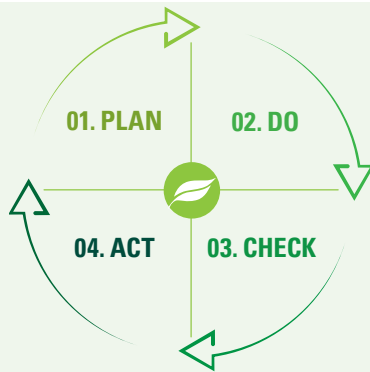 01. PLAN
02. DO
03. CHECK
04. ACT